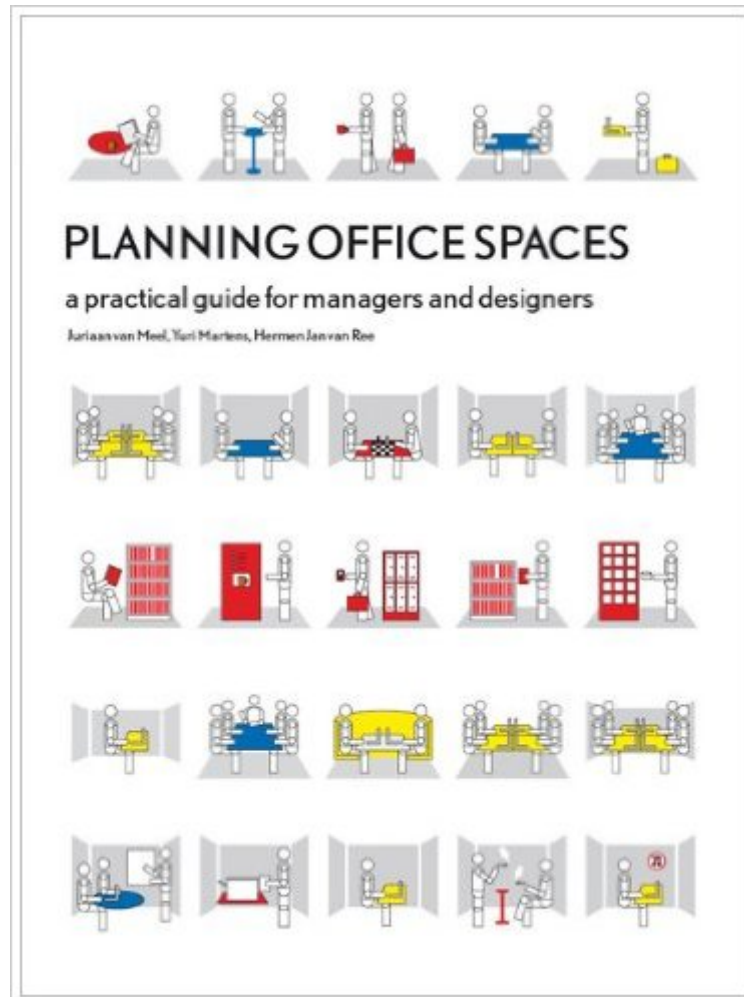 PLANNING OFFICE SPACES
a practical guide for managers and designers
Juriaan van Meel, Yuri Martens, Hermen Jan van Ree